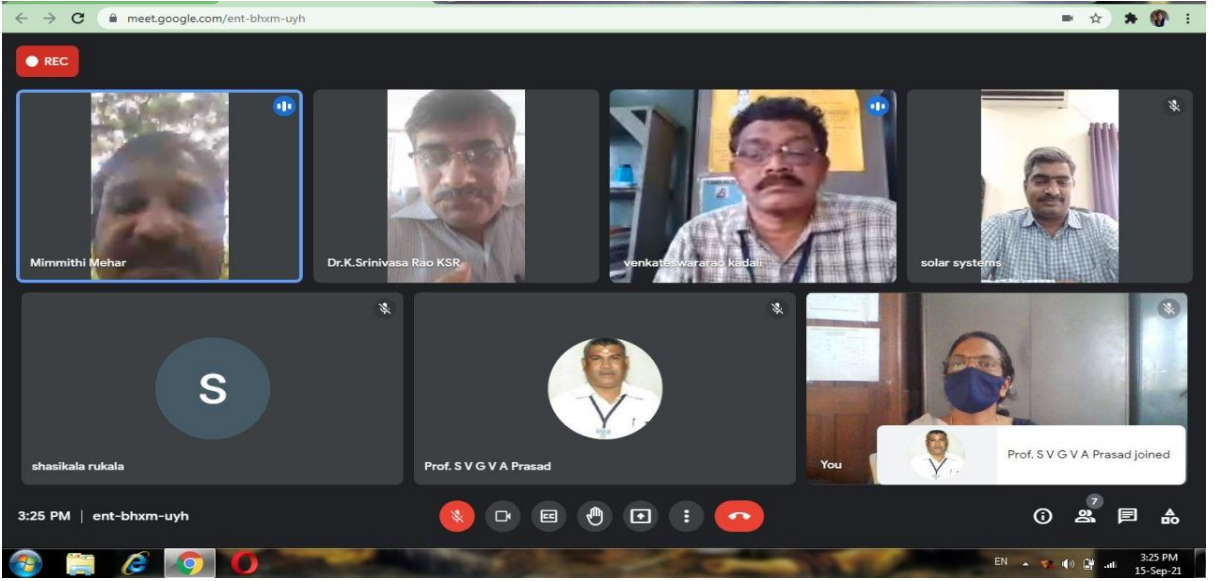 meet.google.com/ent-bhxm-uyh
REC
Mimmithi Mehar
Dr.K.Srinivasa Rao KSR
venkateswararao kadali
solar systems
S
shasikala rukala
Prof. S V G V A Prasad
You
Prof. S V G V A Prasad joined
3:25 PM | ent-bhxm-uyh
CC
7
EN
3:25 PM
15-Sep-21